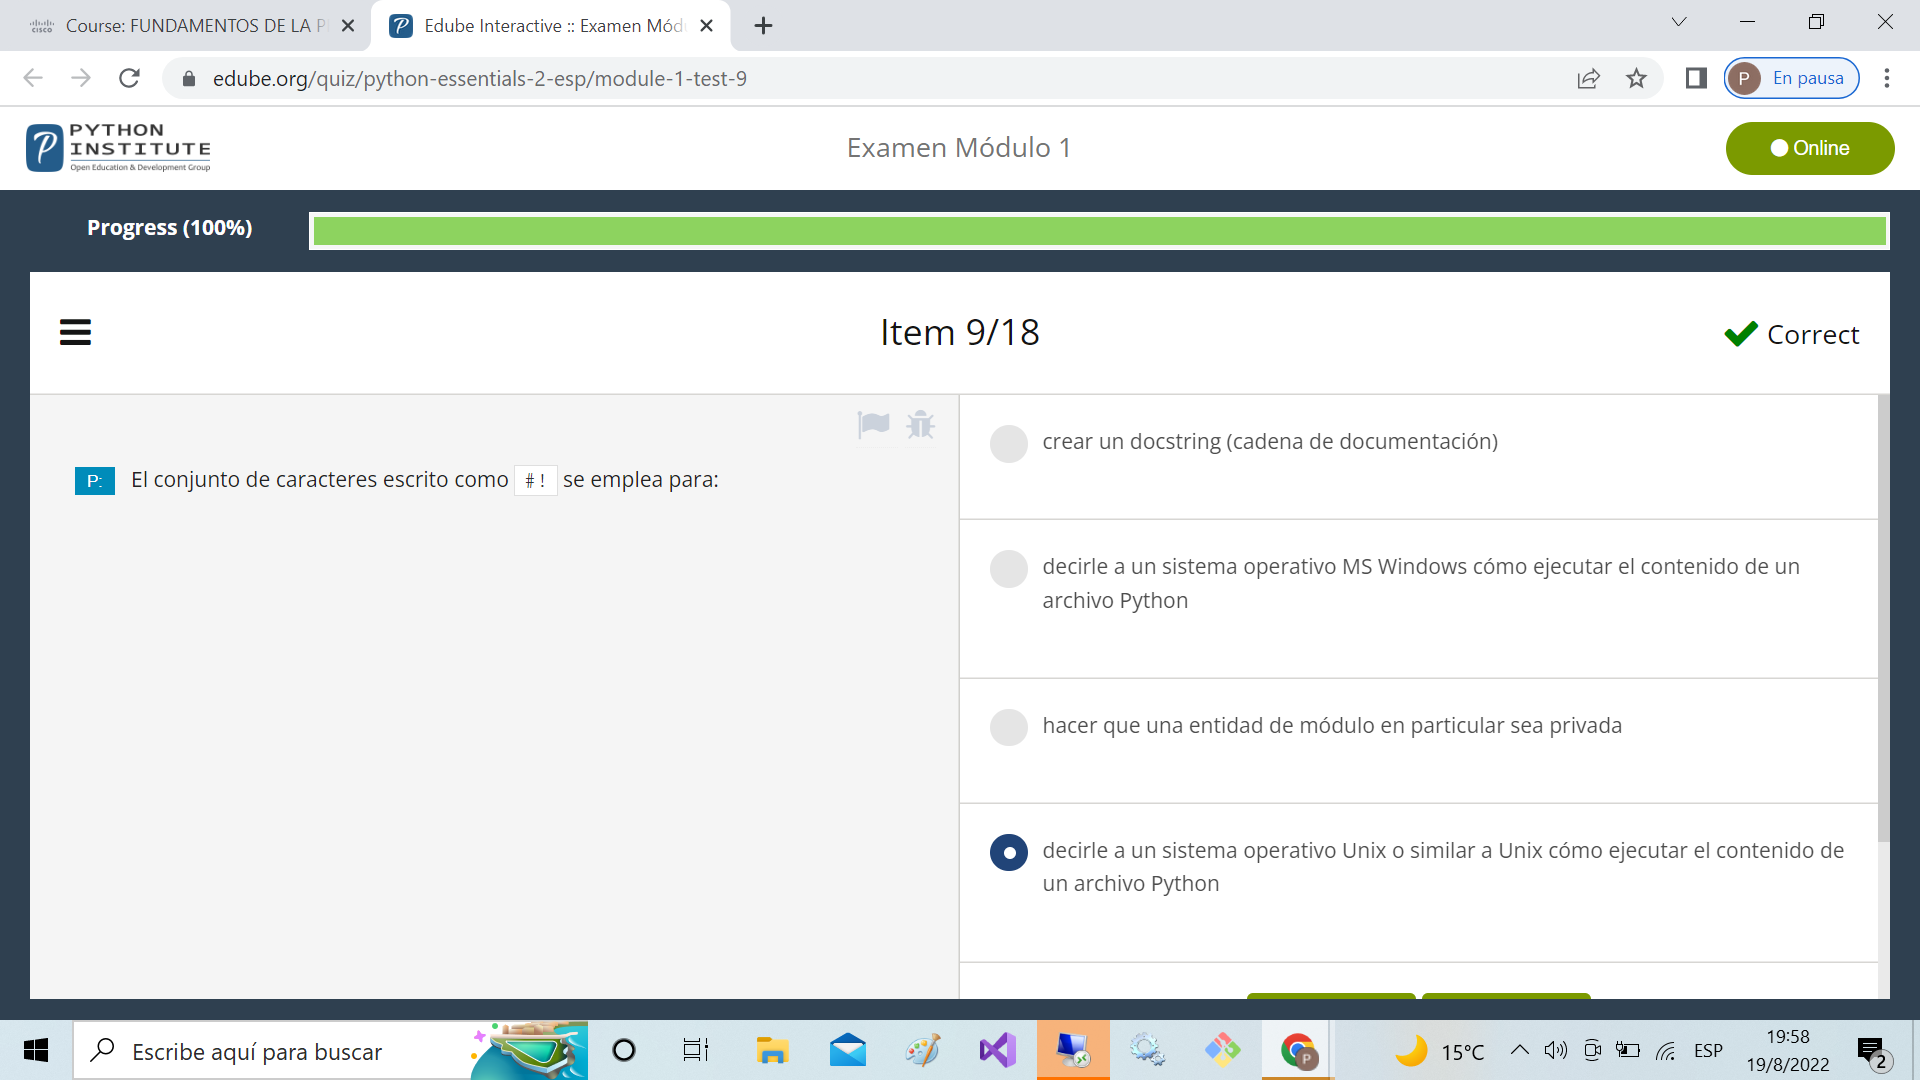 Course: FUNDAMENTOS DE LA P
Edube Interactive :: Examen Mód
edube.org/quiz/python-essentials-2-esp/module-1-test-9
P
En pausa
PYTHON
INSTITUTE
Open Education & Development Group
Examen Módulo 1
Online
Progress (100%)
Item 9/18
Correct
P: El conjunto de caracteres escrito como #! se emplea para:
crear un docstring (cadena de documentación)
decirle a un sistema operativo MS Windows cómo ejecutar el contenido de un
archivo Python
hacer que una entidad de módulo en particular sea privada
decirle a un sistema operativo Unix o similar a Unix cómo ejecutar el contenido de
un archivo Python
Escribe aquí para buscar
P
15°C
ESP
19:58
19/8/2022
2